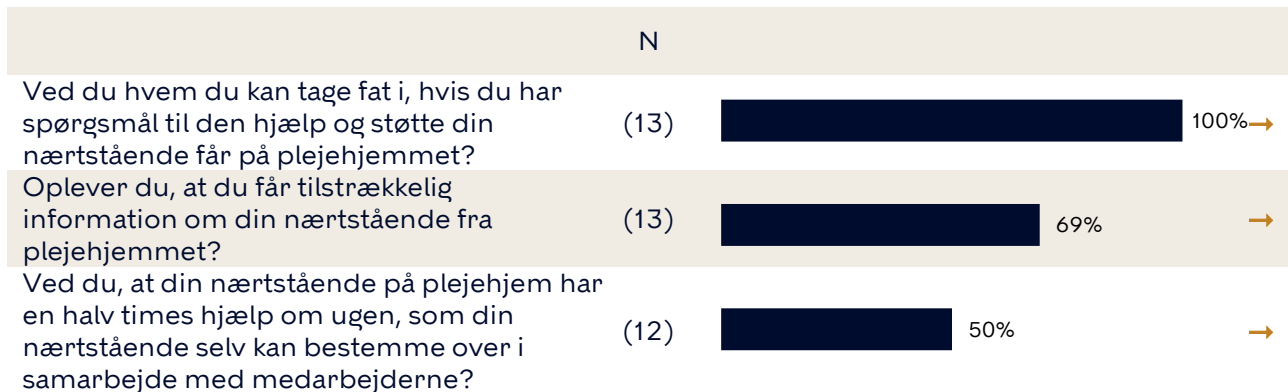 N
Ved du hvem du kan tage fat i, hvis du har
spørgsmål til den hjælp og støtte din
nærtstående får på plejehjemmet?
(13)
100%→
Oplever du, at du får tilstrækkelig
information om din nærtstående fra
plejehjemmet?
(13)
69%
→
Ved du, at din nærtstående på plejehjem har
en halv times hjælp om ugen, som din
nærtstående selv kan bestemme over i
samarbejde med medarbejderne?
(12)
50%
→